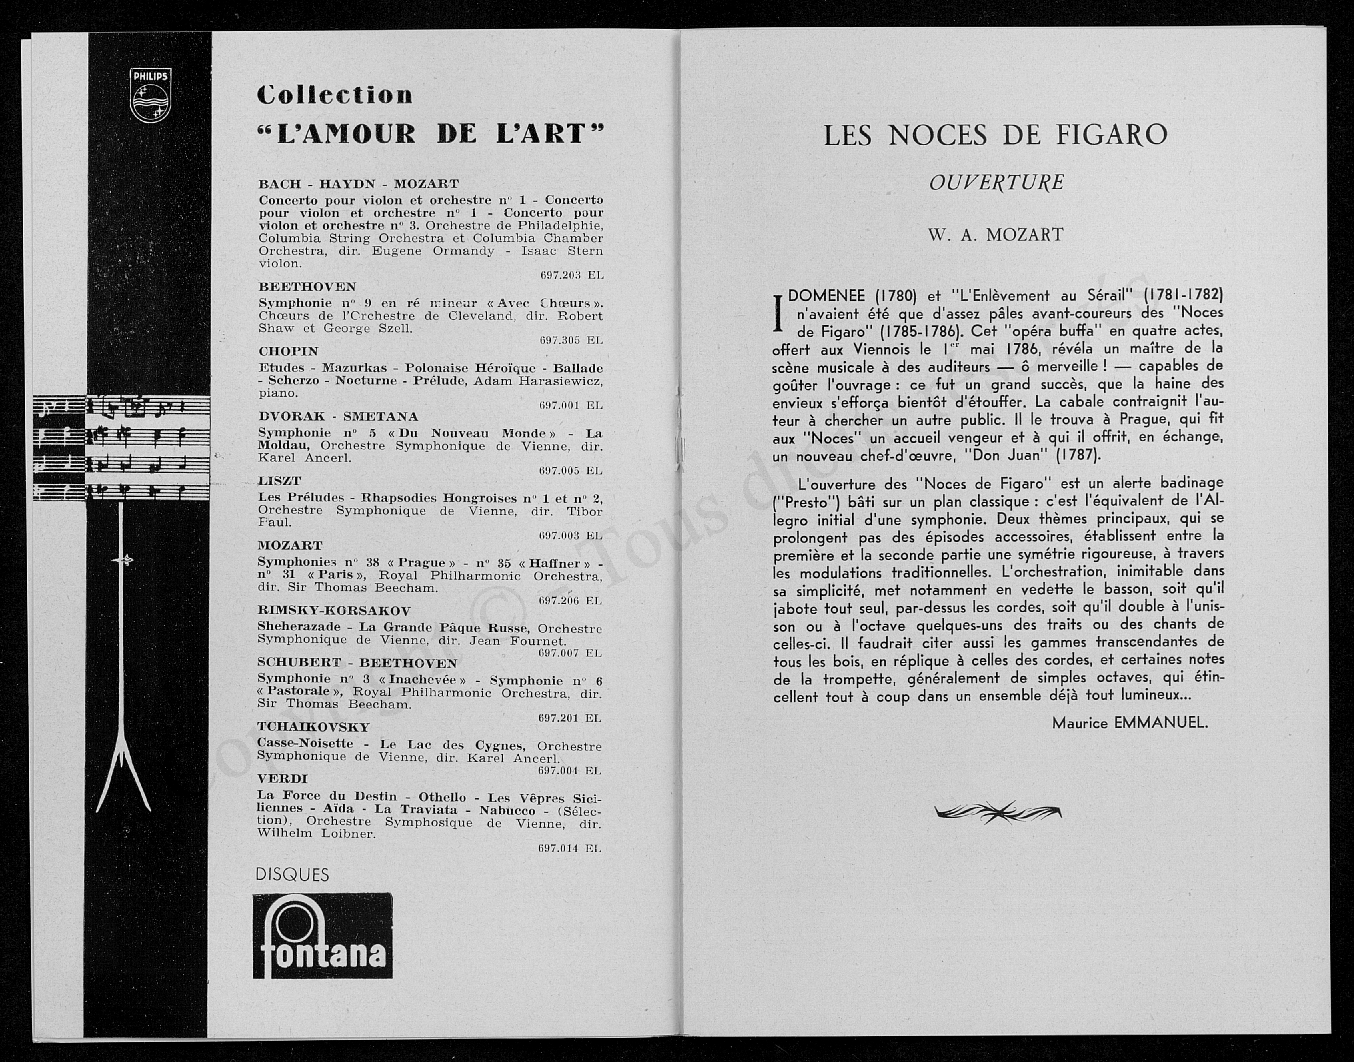 PHILIPS
Collection
“L’AMOUR DE L’ART”
BACH - HAYDN - MOZART
Concerto pour violon et orchestre n° 1 - Concerto
pour violon et orchestre n° 1 - Concerto pour
violon et orchestre n° 3. Orchestre de Philadelphie,
Columbia String Orchestra et Columbia Chamber
Orchestra, dir. Eugene Ormandy - Isaac Stern
violon.
697.203 EL
BEETHOVEN
Symphonie n° 9 en ré mineur « Avec Chœurs ».
Chœurs de l'Orchestre de Cleveland, dir. Robert
Shaw et George Szell.
697.305 EL
CHOPIN
Etudes - Mazurkas - Polonaise Héroïque - Ballade
- Scherzo - Nocturne - Prélude, Adam Harasiewicz,
piano.
697.001 EL
DVORAK - SMETANA
Symphonie n° 5 « Du Nouveau Monde » - La
Moldau, Orchestre Symphonique de Vienne, dir.
Karel Ancerl.
697.005 EL
LISZT
Les Préludes - Rhapsodies Hongroises n° 1 et n° 2,
Orchestre Symphonique de Vienne, dir. Tibor
Paul.
697.003 EL
MOZART
Symphonies n° 38 « Prague » - n° 35 « Haffner » -
n° 31 « Paris », Royal Philharmonic Orchestra,
dir. Sir Thomas Beecham.
697.206 EL
RIMSKY-KORSAKOV
Sheherazade - La Grande Pâque Russe, Orchestre
Symphonique de Vienne, dir. Jean Fournet.
697.007 EL
SCHUBERT - BEETHOVEN
Symphonie n° 3 « Inachevée » - Symphonie n° 6
« Pastorale », Royal Philharmonic Orchestra, dir.
Sir Thomas Beecham.
697.201 EL
TCHAIKOVSKY
Casse-Noisette - Le Lac des Cygnes, Orchestre
Symphonique de Vienne, dir. Karel Ancerl.
697.004 EL
VERDI
La Force du Destin - Othello - Les Vêpres Sici-
liennes - Aïda - La Traviata - Nabucco - (Sélec-
tion), Orchestre Symphosique de Vienne, dir.
Wilhelm Loibner.
697.014 EL
DISQUES
fontana
LES NOCES DE FIGARO
OUVERTURE
W. A. MOZART
IDOMENEE (1780) et "L'Enlèvement au Sérail" (1781-1782)
n'avaient été que d'assez pâles avant-coureurs des "Noces
de Figaro" (1785-1786). Cet "opéra buffa" en quatre actes,
offert aux Viennois le 1er mai 1786, révéla un maître de la
scène musicale à des auditeurs — ô merveille ! — capables de
goûter l'ouvrage : ce fut un grand succès, que la haine des
envieux s'efforça bientôt d'étouffer. La cabale contraignit l'au-
teur à chercher un autre public. Il le trouva à Prague, qui fit
aux "Noces" un accueil vengeur et à qui il offrit, en échange,
un nouveau chef-d'œuvre, "Don Juan" (1787).
L'ouverture des "Noces de Figaro" est un alerte badinage
("Presto") bâti sur un plan classique : c'est l'équivalent de l'Al-
legro initial d'une symphonie. Deux thèmes principaux, qui se
prolongent pas des épisodes accessoires, établissent entre la
première et la seconde partie une symétrie rigoureuse, à travers
les modulations traditionnelles. L'orchestration, inimitable dans
sa simplicité, met notamment en vedette le basson, soit qu'il
jabote tout seul, par-dessus les cordes, soit qu'il double à l'unis-
son ou à l'octave quelques-uns des traits ou des chants de
celles-ci. Il faudrait citer aussi les gammes transcendantes de
tous les bois, en réplique à celles des cordes, et certaines notes
de la trompette, généralement de simples octaves, qui étin-
cellent tout à coup dans un ensemble déjà tout lumineux...
Maurice EMMANUEL.